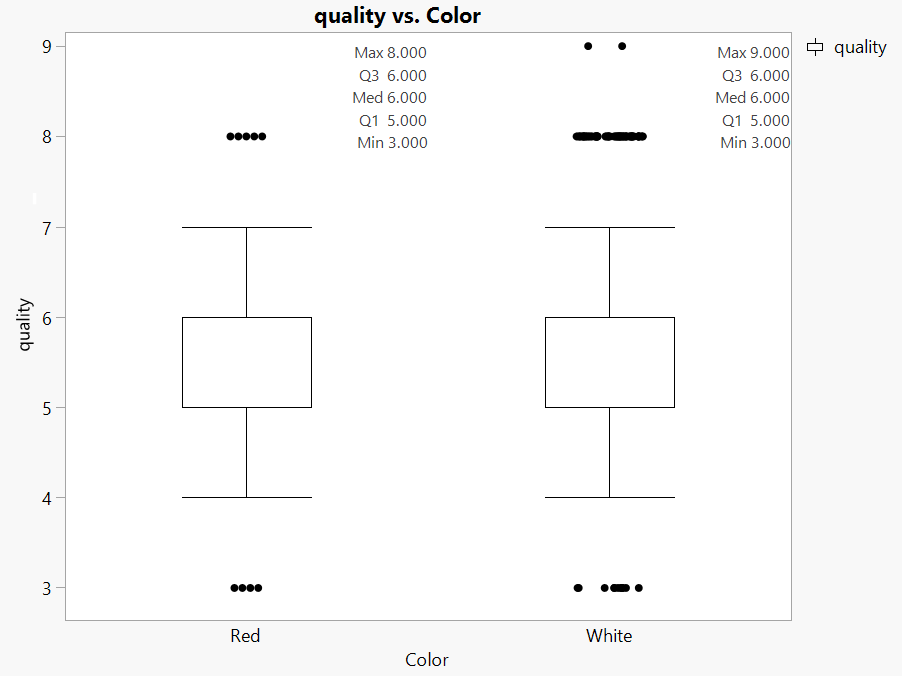 quality vs. Color
9
8
7
6
5
4
3
quality
Max 8.000
Q3 6.000
Med 6.000
Q1 5.000
Min 3.000
Max 9.000
Q3 6.000
Med 6.000
Q1 5.000
Min 3.000
quality
Red
White
Color